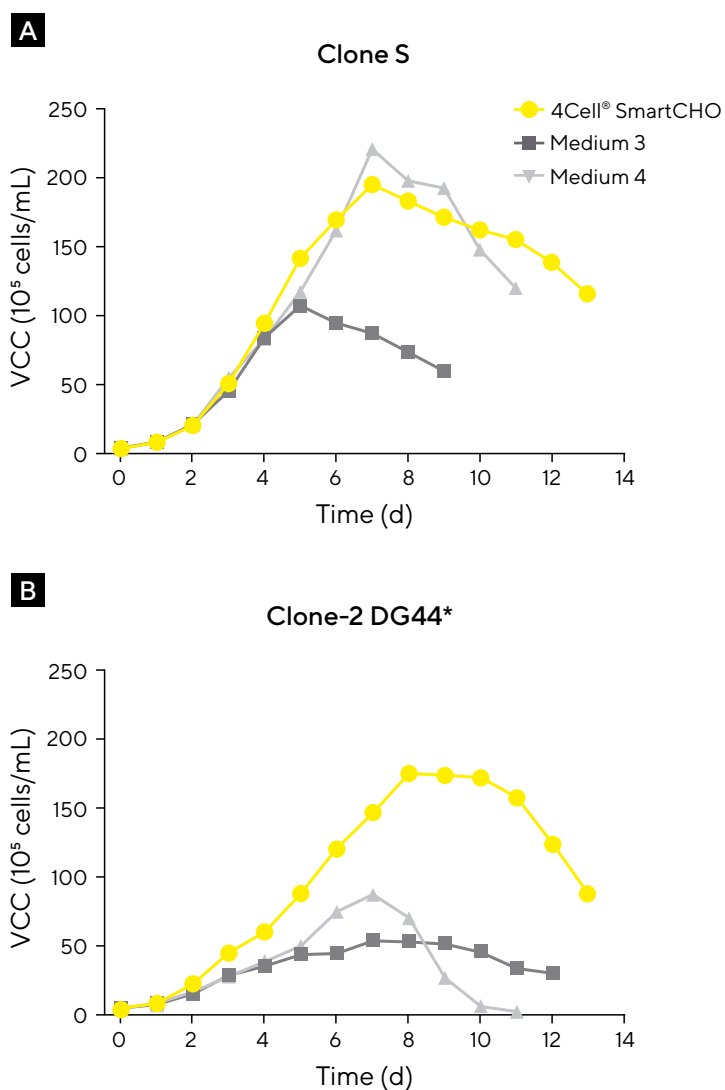 A
Clone S
4Cell® SmartCHO
Medium 3
Medium 4
VCC (10⁵ cells/mL)
250
200
150
100
50
0
0 2 4 6 8 10 12 14
Time (d)
B
Clone-2 DG44*
VCC (10⁵ cells/mL)
250
200
150
100
50
0
0 2 4 6 8 10 12 14
Time (d)